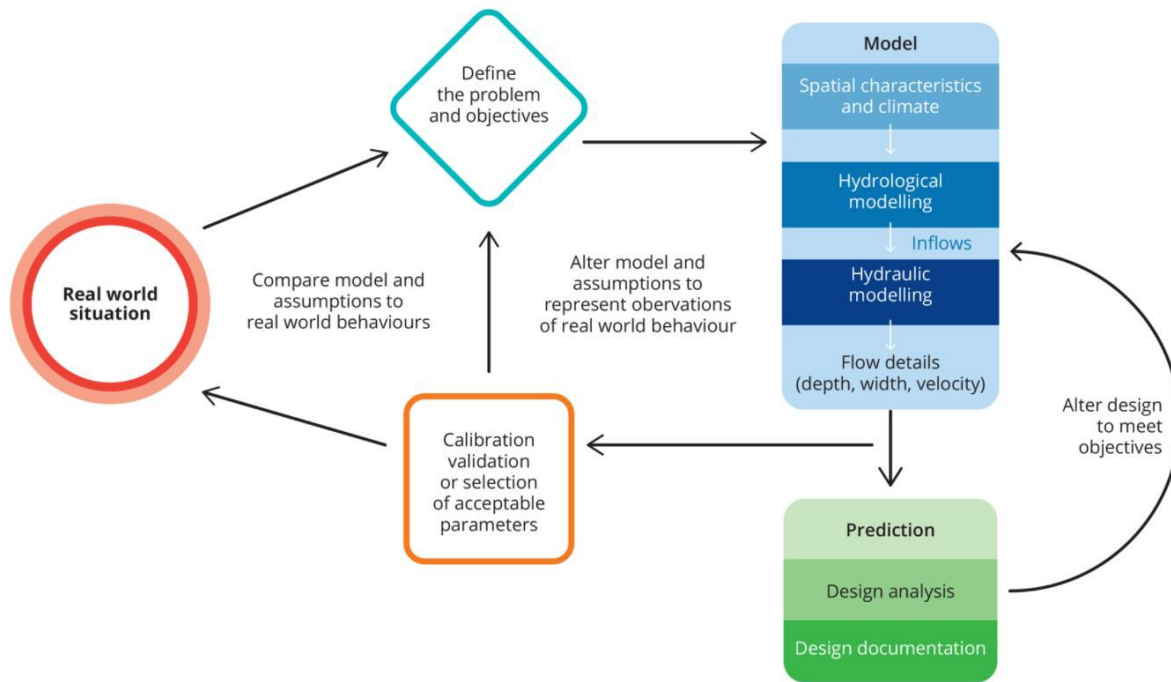 Define
the problem
and objectives
Model
Spatial characteristics
and climate
Hydrological
modelling
Inflows
Hydraulic
modelling
Flow details
(depth, width, velocity)
Real world
situation
Compare model and
assumptions to
real world behaviours
Alter model and
assumptions to
represent obervations
of real world behaviour
Calibration
validation
or selection
of acceptable
parameters
Alter design
to meet
objectives
Prediction
Design analysis
Design documentation